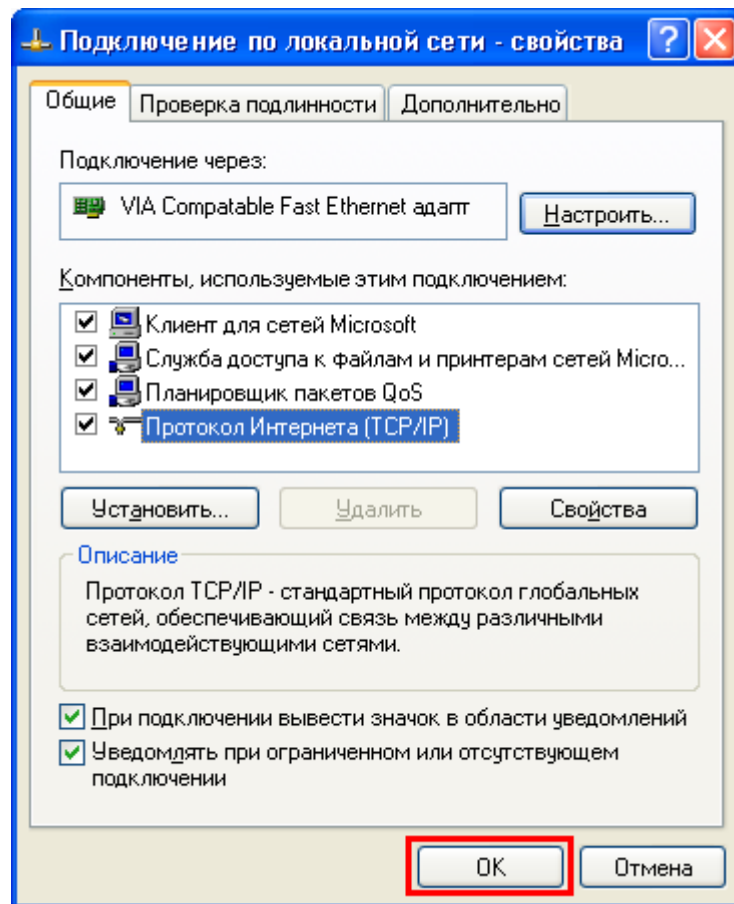 Подключение по локальной сети - свойства
Общие
Проверка подлинности
Дополнительно
Подключение через:
VIA Compatable Fast Ethernet адапт
Настроить...
Компоненты, используемые этим подключением:
Клиент для сетей Microsoft
Служба доступа к файлам и принтерам сетей Micro...
Планировщик пакетов QoS
Протокол Интернета (TCP/IP)
Установить...
Удалить
Свойства
Описание
Протокол TCP/IP - стандартный протокол глобальных
сетей, обеспечивающий связь между различными
взаимодействующими сетями.
При подключении вывести значок в области уведомлений
Уведомлять при ограниченном или отсутствующем
подключении
OK
Отмена